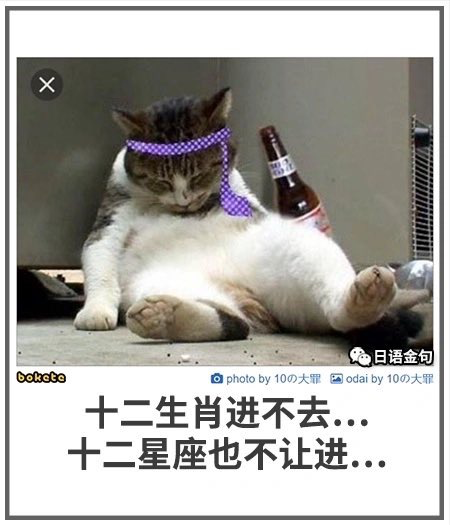 日语金句
bokete
photo by 10の大罪 odai by 10の大罪
十二生肖进不去...
十二星座也不让进...